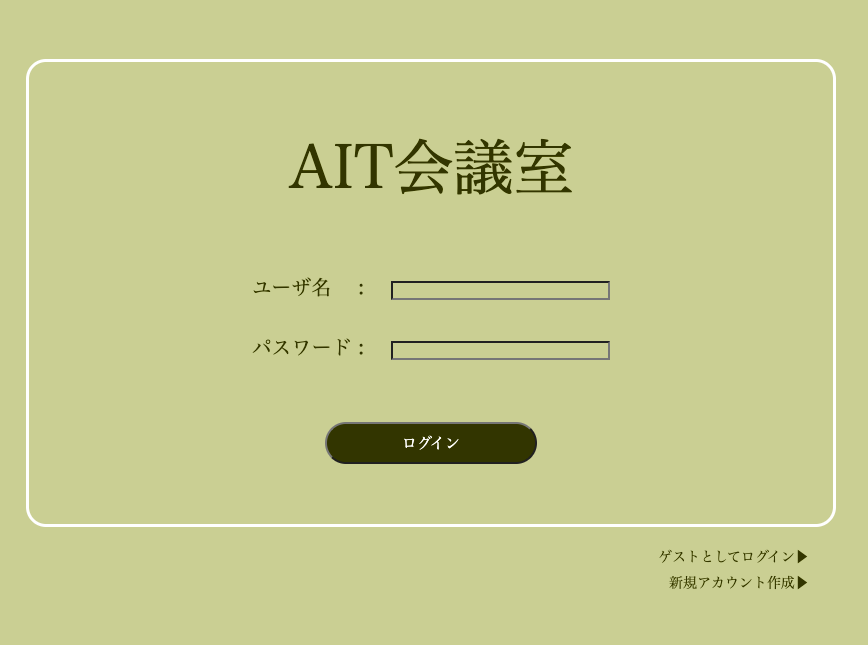 AIT会議室
ユーザ名　：
パスワード：
ログイン
ゲストとしてログイン▶
新規アカウント作成▶